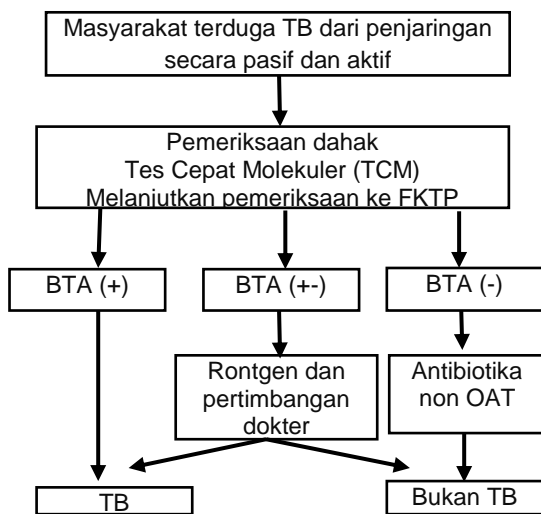 Masyarakat terduga TB dari penjaringan
secara pasif dan aktif
Pemeriksaan dahak
Tes Cepat Molekuler (TCM)
Melanjutkan pemeriksaan ke FKTP
BTA (+)
BTA (+-)
BTA (-)
Rontgen dan
pertimbangan
dokter
Antibiotika
non OAT
TB
Bukan TB